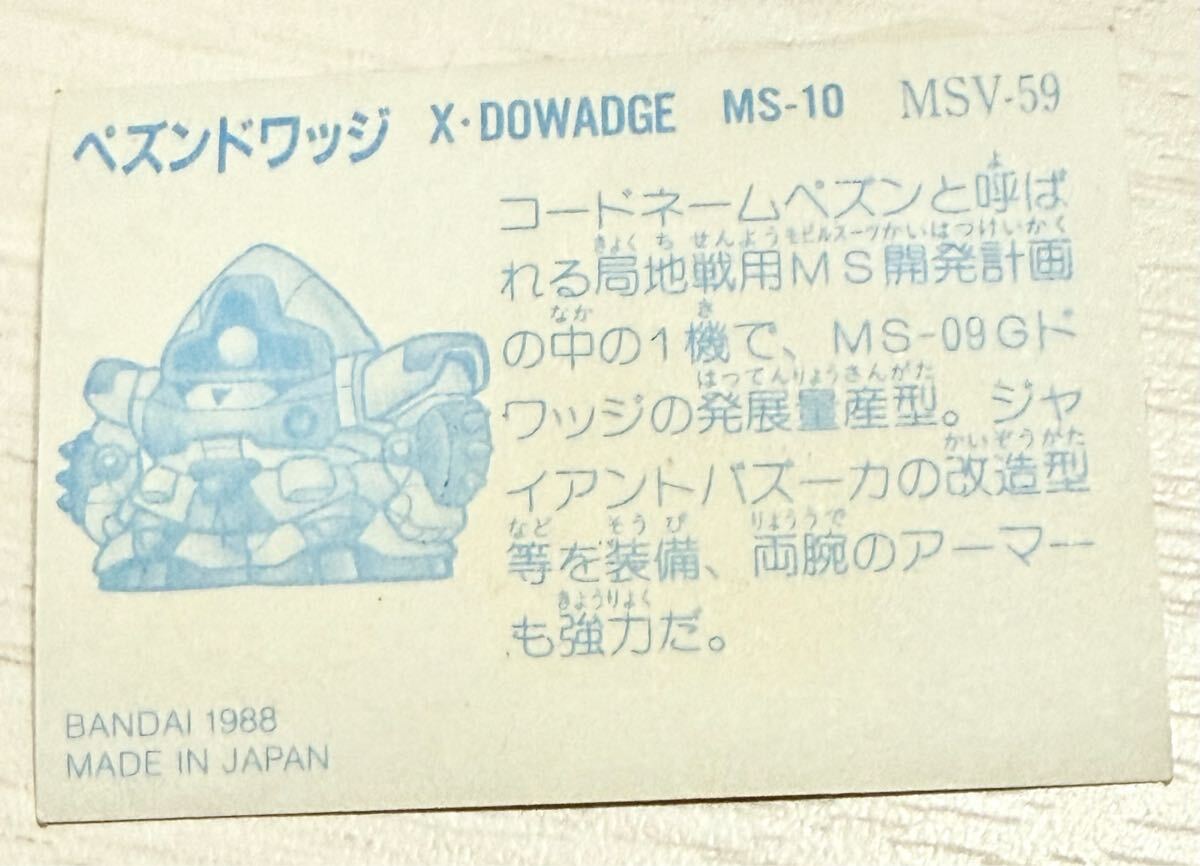 ペズンドワッジ X·DOWADGE MS-10 MSV-59
コードネームペズンと呼ば
れる局地戦用MS開発計画
の中の1機で、MS-09Gド
ワッジの発展量産型。ジャ
イアントバズーカの改造型
等を装備、両腕のアーマー
も強力だ。
BANDAI 1988
MADE IN JAPAN